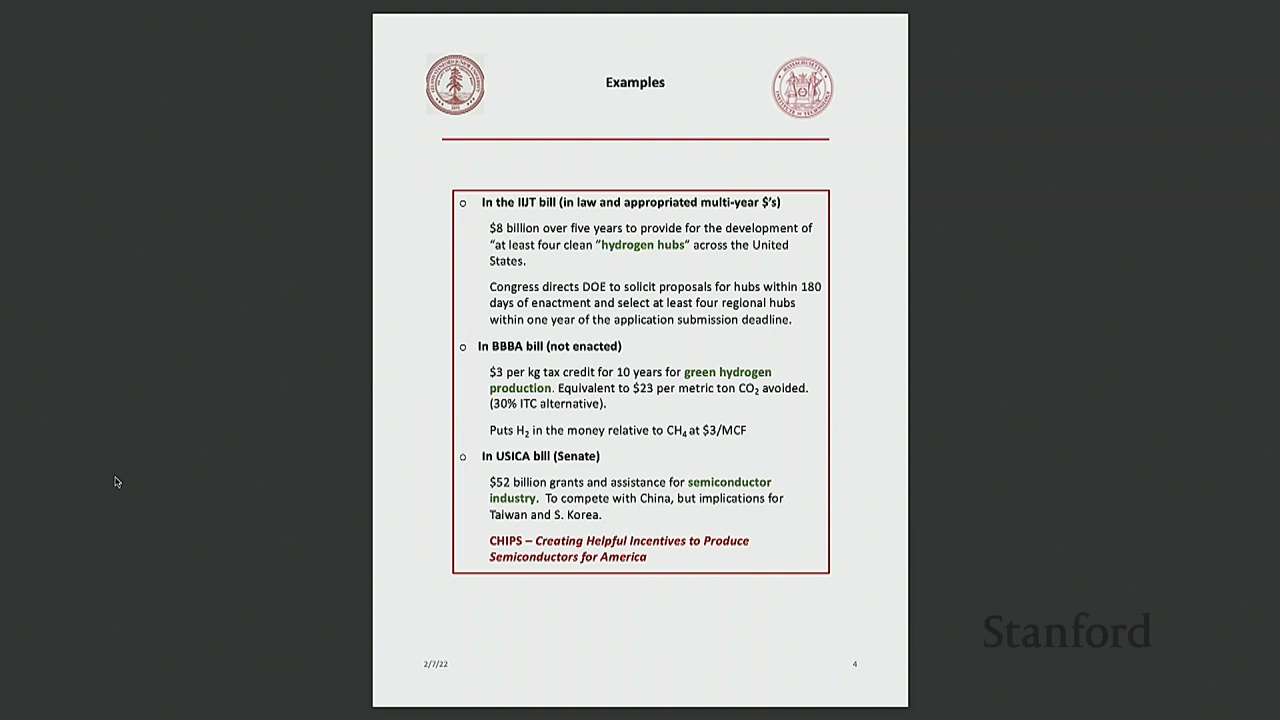 Examples
o In the IIJT bill (in law and appropriated multi-year $'s)
$8 billion over five years to provide for the development of
“at least four clean ”hydrogen hubs” across the United
States.
Congress directs DOE to solicit proposals for hubs within 180
days of enactment and select at least four regional hubs
within one year of the application submission deadline.
o In BBBA bill (not enacted)
$3 per kg tax credit for 10 years for green hydrogen
production. Equivalent to $23 per metric ton CO₂ avoided.
(30% ITC alternative).
Puts H₂ in the money relative to CH₄ at $3/MCF
o In USICA bill (Senate)
$52 billion grants and assistance for semiconductor
industry. To compete with China, but implications for
Taiwan and S. Korea.
CHIPS – Creating Helpful Incentives to Produce
Semiconductors for America
Stanford
2/7/22
4